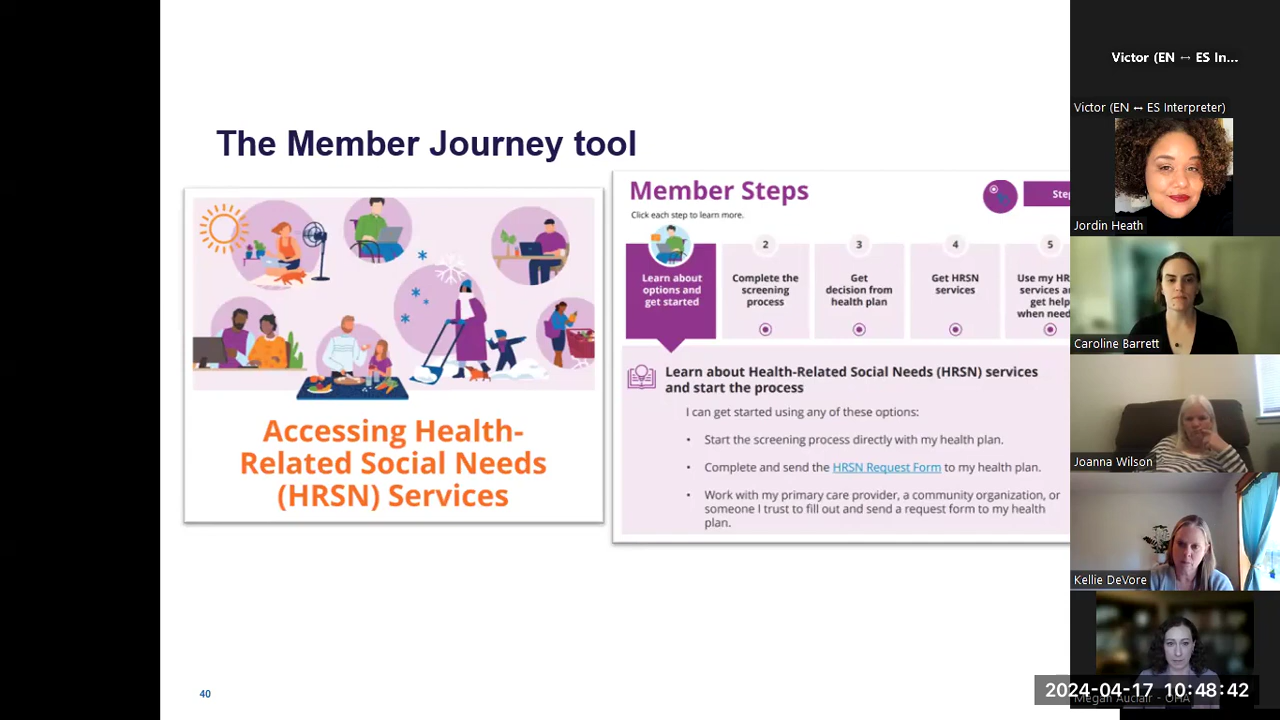 The Member Journey tool
Accessing Health-
Related Social Needs
(HRSN) Services
Member Steps
Click each step to learn more.
2
3
4
5
Learn about
options and
get started
Complete the
screening
process
Get
decision from
health plan
Get HRSN
services
Learn about Health-Related Social Needs (HRSN) services
and start the process
I can get started using any of these options:
• Start the screening process directly with my health plan.
• Complete and send the HRSN Request Form to my health plan.
• Work with my primary care provider, a community organization, or
someone I trust to fill out and send a request form to my health
plan.
40
Victor (EN ↔ ES In...
Victor (EN ↔ ES Interpreter)
Jordin Heath
Caroline Barrett
Joanna Wilson
Kellie DeVore
2024-04-17 10:48:42